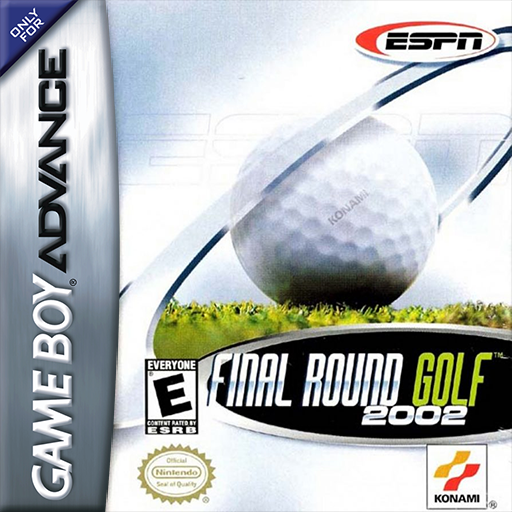 ONLY
FOR
GAME BOY ADVANCE
ESPN
ESPN
KONAMI
FINAL ROUND GOLF™
2002
EVERYONE
E
CONTENT RATED BY
ESRB
Official
Nintendo
Seal of Quality
KONAMI